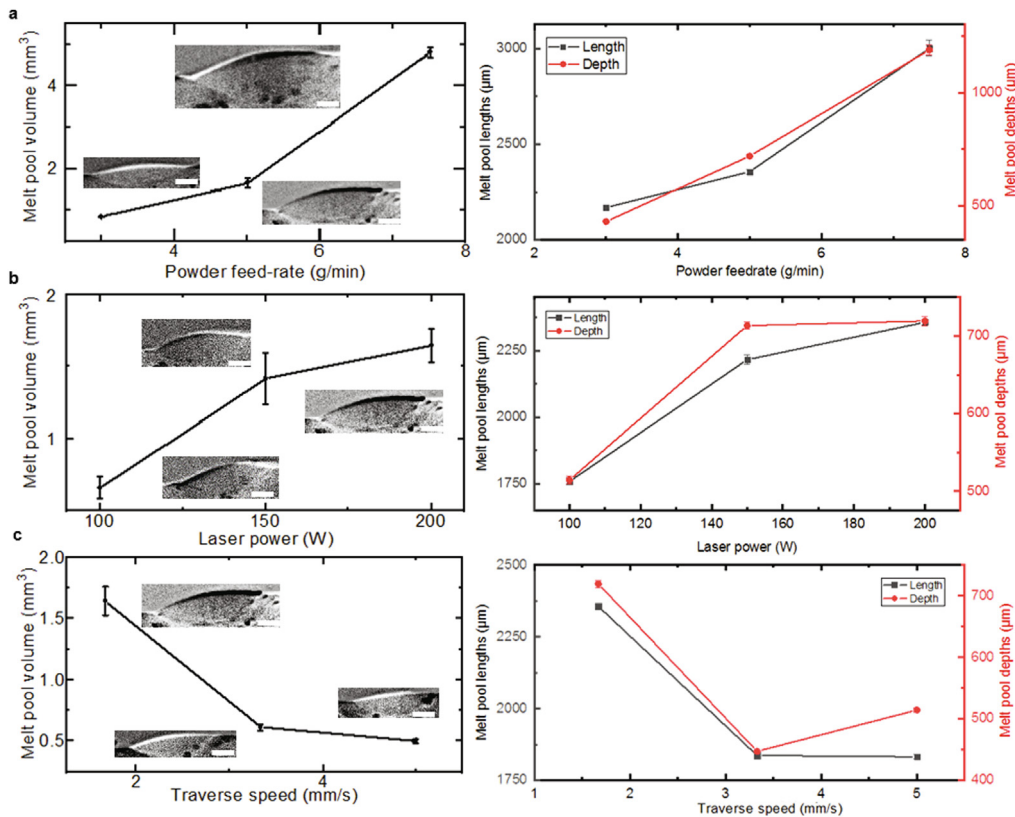 a
Melt pool volume (mm³)
4
2
4
6
8
Powder feed-rate (g/min)
Melt pool lengths (µm)
3000
2500
2000
Length
Depth
1000
500
Melt pool depths (µm)
2
4
6
8
Powder feedrate (g/min)
b
Melt pool volume (mm³)
2
1
100
150
200
Laser power (W)
Melt pool lengths (µm)
2250
2000
1750
Length
Depth
700
600
500
Melt pool depths (µm)
100
120
140
160
180
200
Laser power (W)
c
Melt pool volume (mm³)
2.0
1.5
1.0
0.5
2
4
Traverse speed (mm/s)
Melt pool lengths (µm)
2500
2250
2000
1750
Length
Depth
700
600
500
400
Melt pool depths (µm)
1
2
3
4
5
Traverse speed (mm/s)